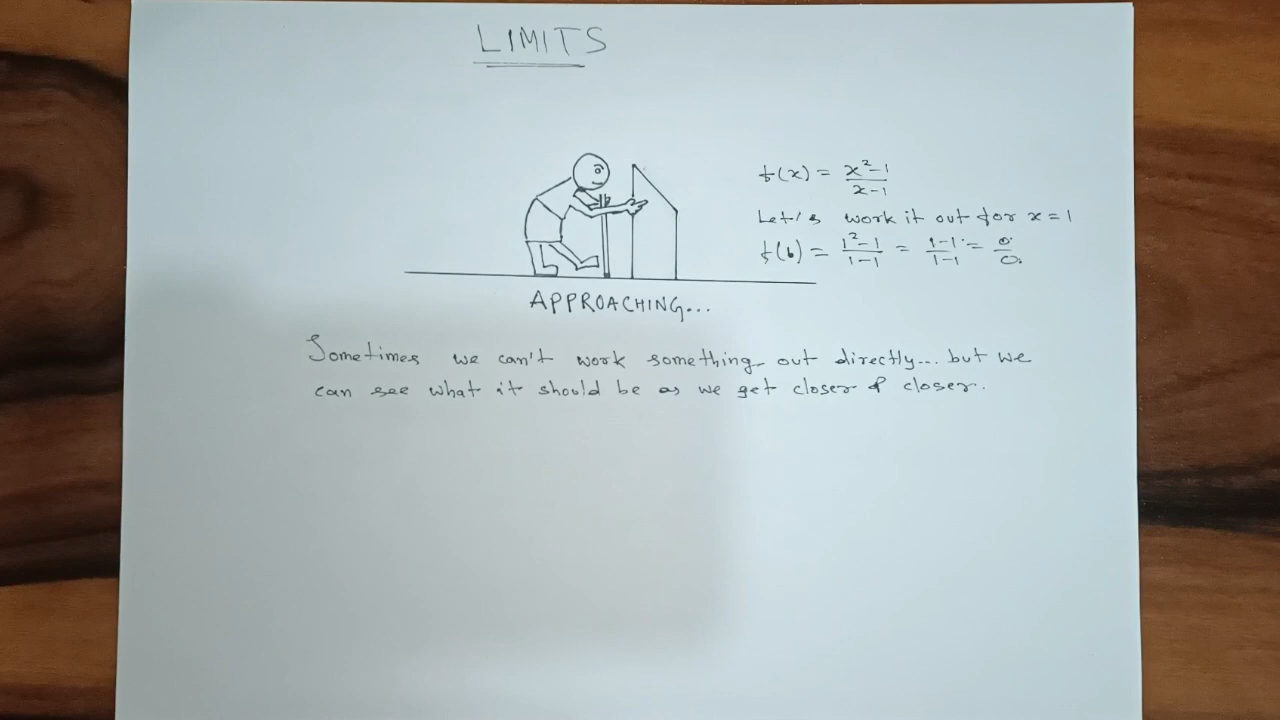 LIMITS
f(x) = x²-1 / x-1
Let's work it out for x = 1
f(1) = 1²-1 / 1-1 = 1-1 / 1-1 = 0 / 0
APPROACHING...
Sometimes we can't work something out directly... but we
can see what it should be as we get closer & closer.